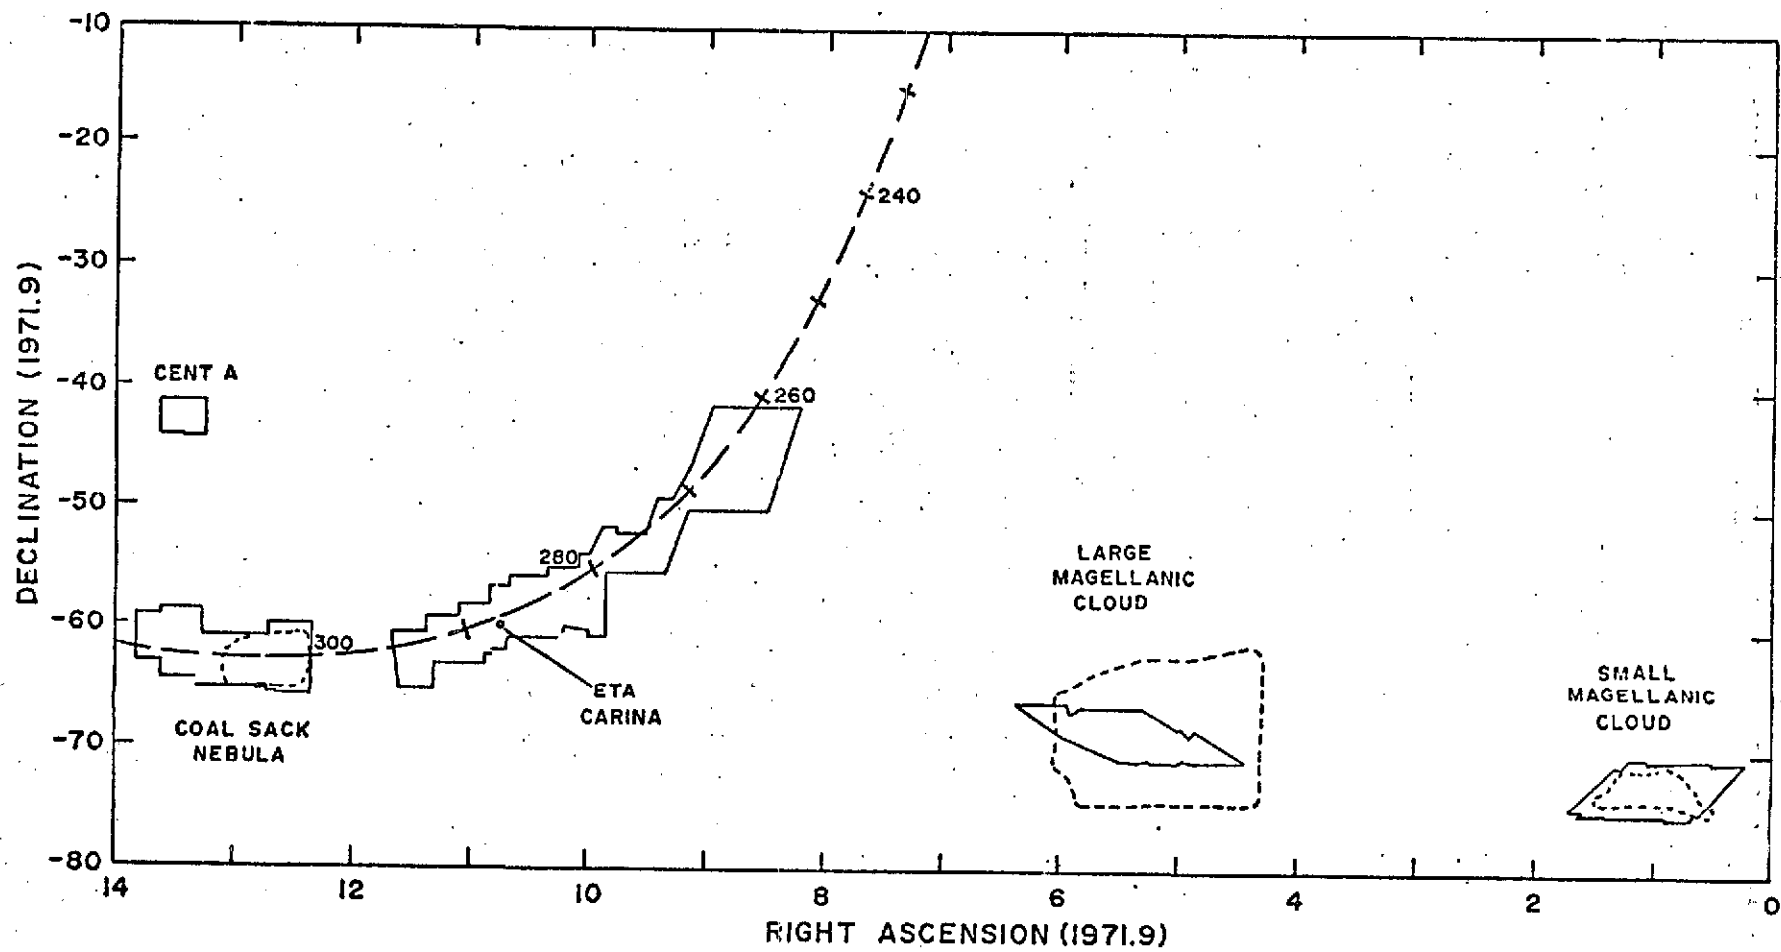 -10
-20
-30
-40
-50
-60
-70
-80
DECLINATION (1971.9)
240
260
280
300
CENT A
ETA
CARINA
COAL SACK
NEBULA
LARGE
MAGELLANIC
CLOUD
SMALL
MAGELLANIC
CLOUD
14
12
10
8
6
4
2
0
RIGHT ASCENSION (1971.9)